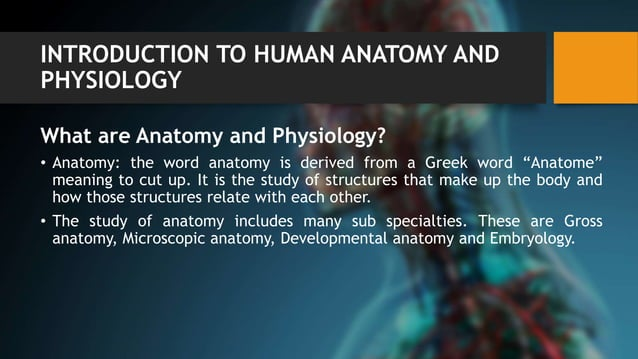 INTRODUCTION TO HUMAN ANATOMY AND
PHYSIOLOGY
What are Anatomy and Physiology?
• Anatomy: the word anatomy is derived from a Greek word “Anatome”
meaning to cut up. It is the study of structures that make up the body and
how those structures relate with each other.
• The study of anatomy includes many sub specialties. These are Gross
anatomy, Microscopic anatomy, Developmental anatomy and Embryology.